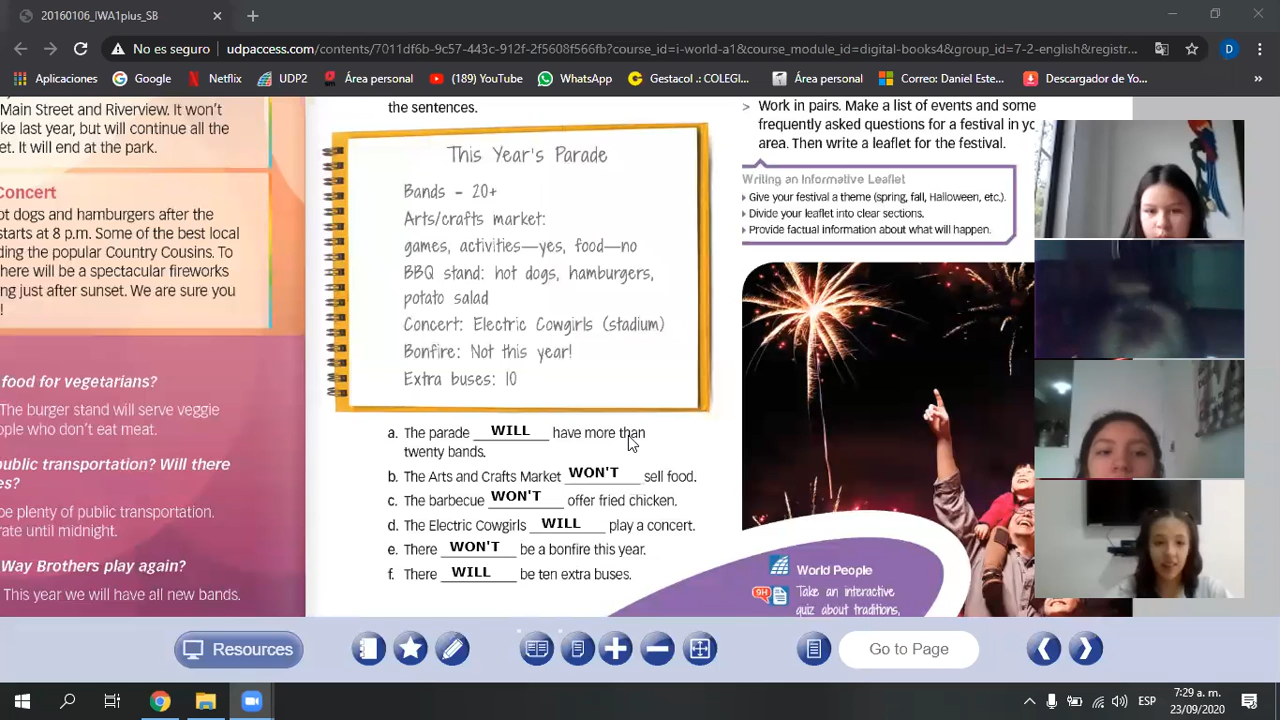 20160106_IWA1plus_SB
No es seguro
udpaccess.com/contents/7011df6b-9c57-443c-912f-2f5608f566fb?course_id=i-world-a1&course_module_id=digital-books4&group_id=7-2-english&registr...
D
Aplicaciones
Google
Netflix
UDP2
Área personal
(189) YouTube
WhatsApp
Gestacol .: COLEGI...
Área personal
Correo: Daniel Este...
Descargador de Yo...
»
Main Street and Riverview. It won't
ke last year, but will continue all the
et. It will end at the park.
Concert
ot dogs and hamburgers after the
starts at 8 p.m. Some of the best local
ding the popular Country Cousins. To
here will be a spectacular fireworks
ng just after sunset. We are sure you
!
food for vegetarians?
The burger stand will serve veggie
ople who don't eat meat.
public transportation? Will there
es?
be plenty of public transportation.
rate until midnight.
Way Brothers play again?
This year we will have all new bands.
the sentences.
This Year's Parade
Bands - 20+
Arts/crafts market:
games, activities—yes, food—no
BBQ stand: hot dogs, hamburgers,
potato salad
Concert: Electric Cowgirls (stadium)
Bonfire: Not this year!
Extra buses: 10
a. The parade WILL have more than
twenty bands.
b. The Arts and Crafts Market WON'T sell food.
c. The barbecue WON'T offer fried chicken.
d. The Electric Cowgirls WILL play a concert.
e. There WON'T be a bonfire this year.
f. There WILL be ten extra buses.
> Work in pairs. Make a list of events and some
frequently asked questions for a festival in yo
area. Then write a leaflet for the festival.
Writing an Informative Leaflet
Give your festival a theme (spring, fall, Halloween, etc.).
Divide your leaflet into clear sections.
Provide factual information about what will happen.
World People
9H
Take an interactive
quiz about traditions,
Resources
Go to Page
ESP
7:29 a. m.
23/09/2020